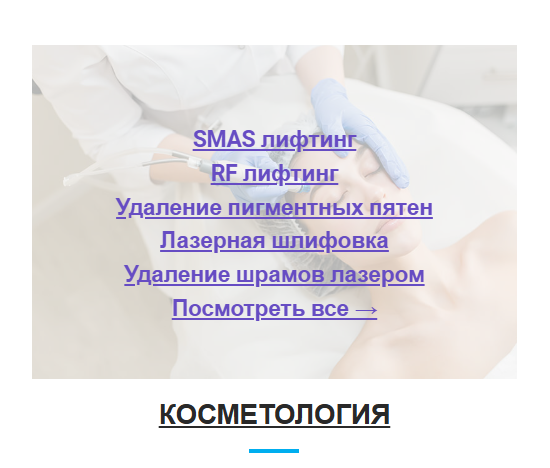 SMAS лифтинг
RF лифтинг
Удаление пигментных пятен
Лазерная шлифовка
Удаление шрамов лазером
Посмотреть все →
КОСМЕТОЛОГИЯ